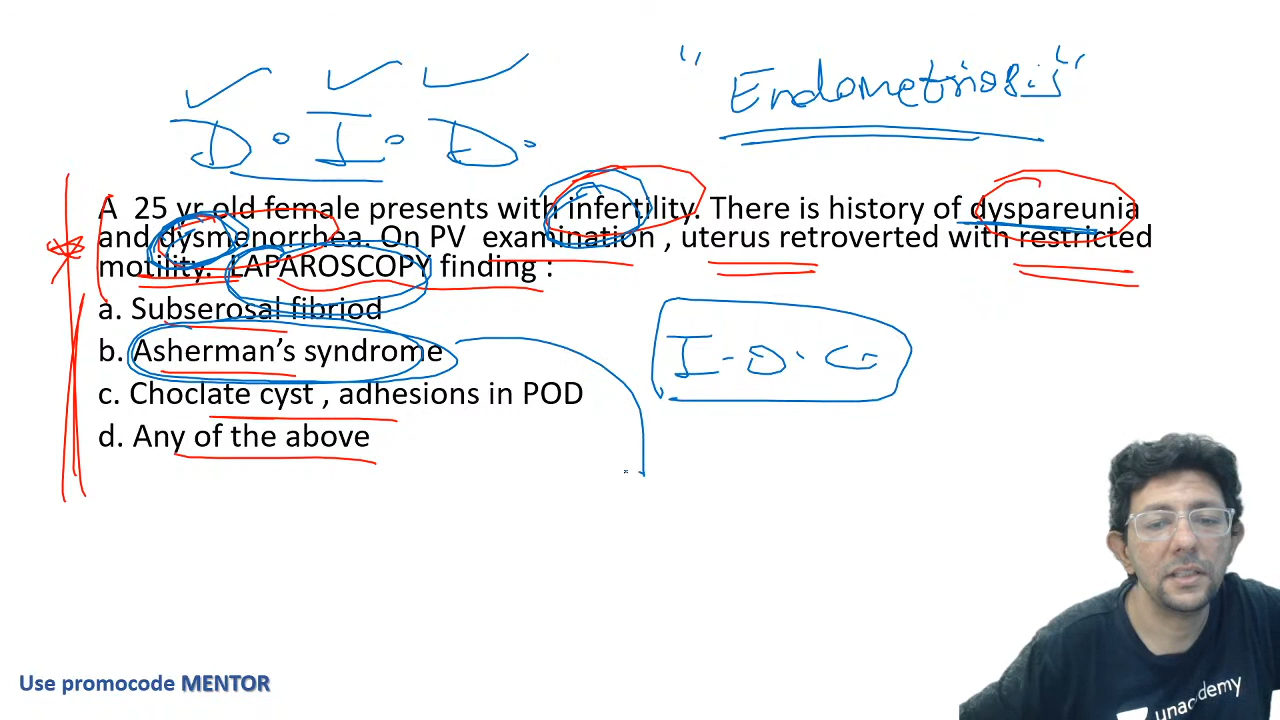 "Endometriosis"
D. I. D.
A 25 yr old female presents with infertility. There is history of dyspareunia
and dysmenorrhea. On PV examination , uterus retroverted with restricted
motility. LAPAROSCOPY finding :
a. Subserosal fibriod
b. Asherman's syndrome
I.O.C
c. Choclate cyst , adhesions in POD
d. Any of the above
unacademy
Use promocode MENTOR